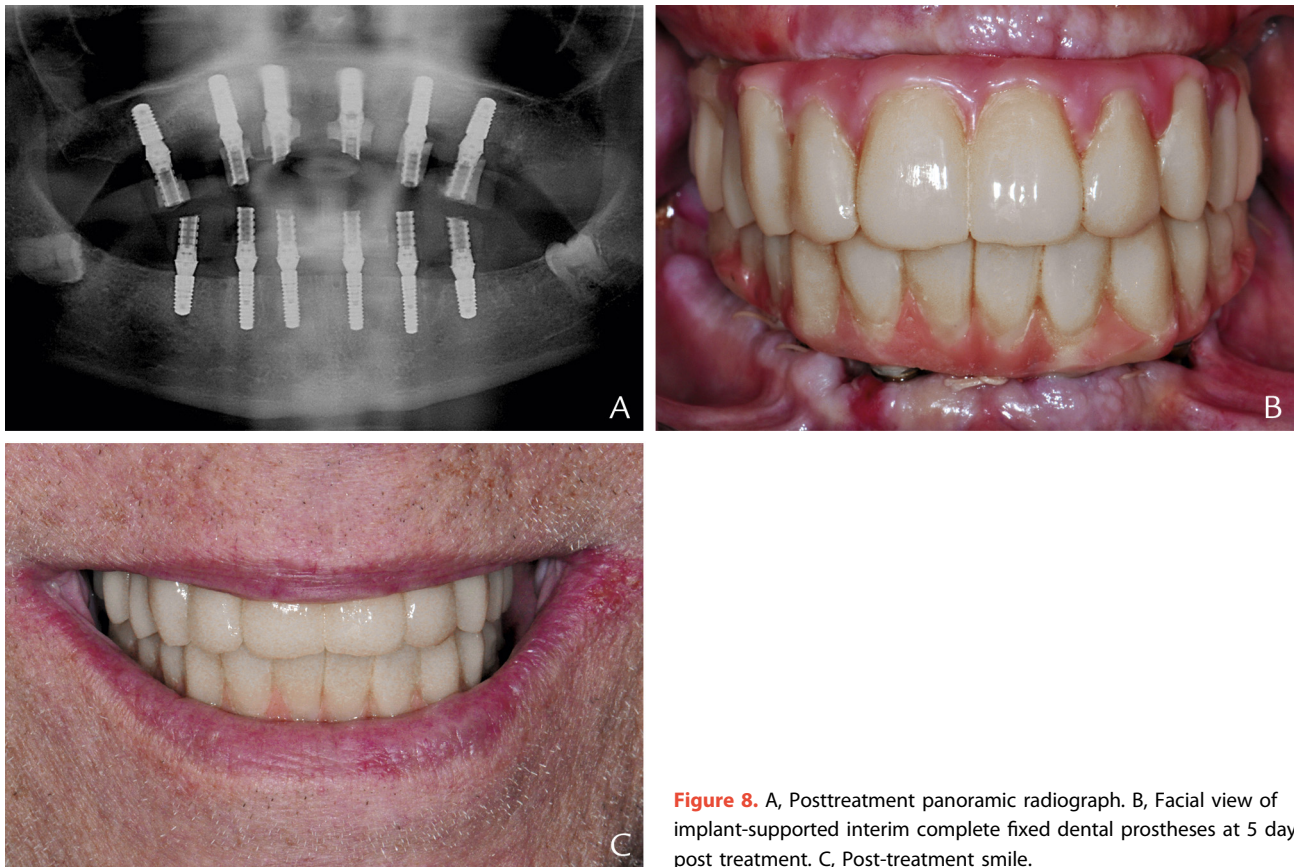 A
B
C
Figure 8. A, Posttreatment panoramic radiograph. B, Facial view of
implant-supported interim complete fixed dental prostheses at 5 day
post treatment. C, Post-treatment smile.